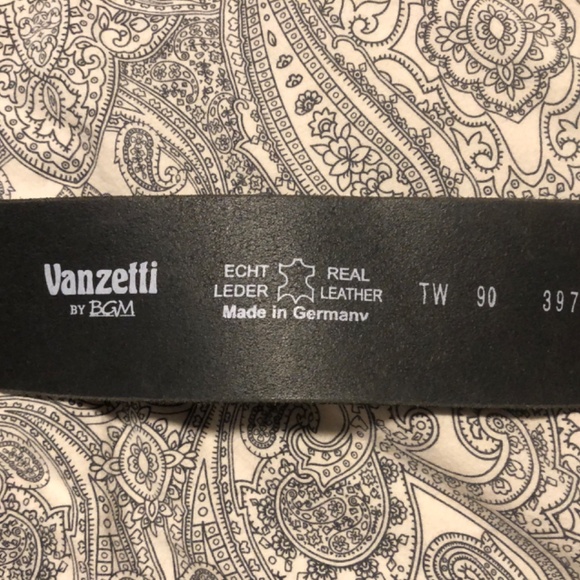 Vanzetti
BY BGM
ECHT REAL
LEDER LEATHER
Made in Germany
TW 90 397